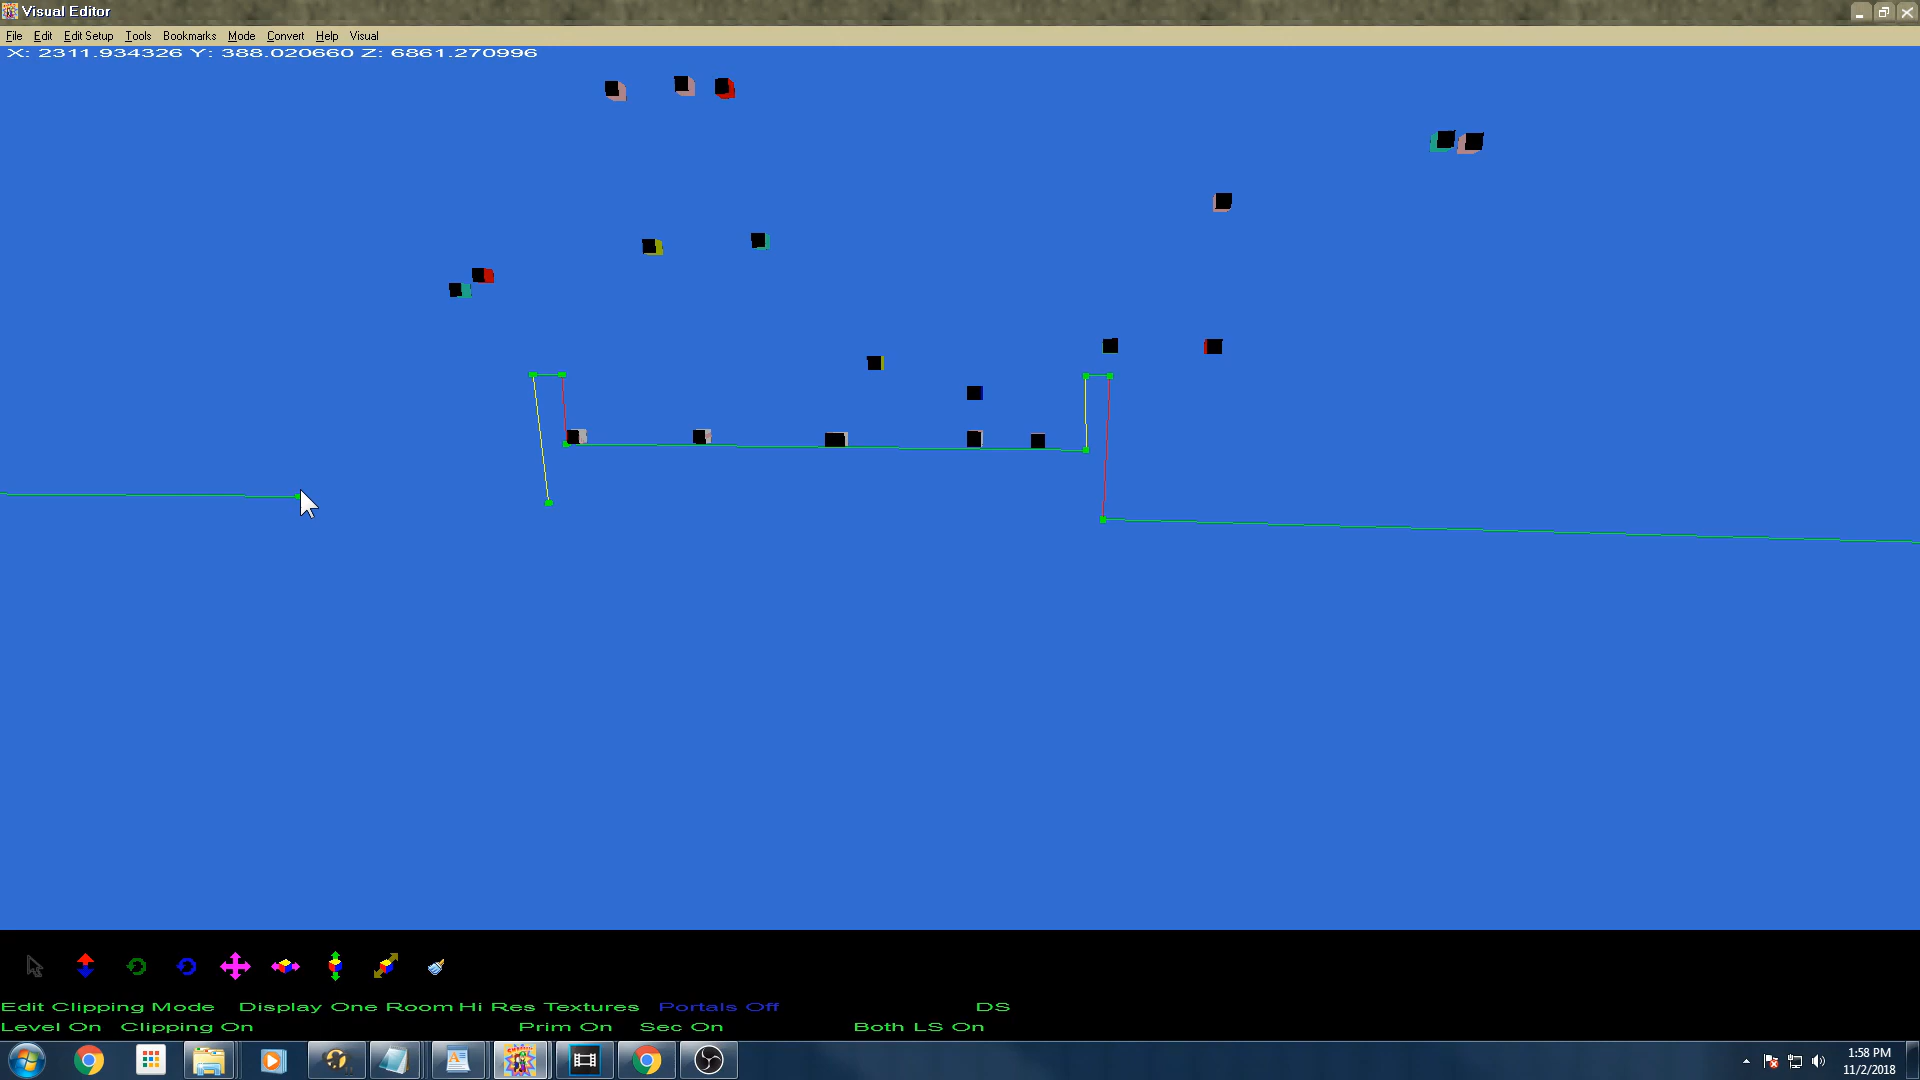 Visual Editor
File Edit Edit Setup Tools Bookmarks Mode Convert Help Visual
X: 2311.934326 Y: 388.020660 Z: 6861.270996
Edit Clipping Mode Display One Room Hi Res Textures Portals Off DS
Level On Clipping On Prim On Sec On Both LS On
1:58 PM
11/2/2018